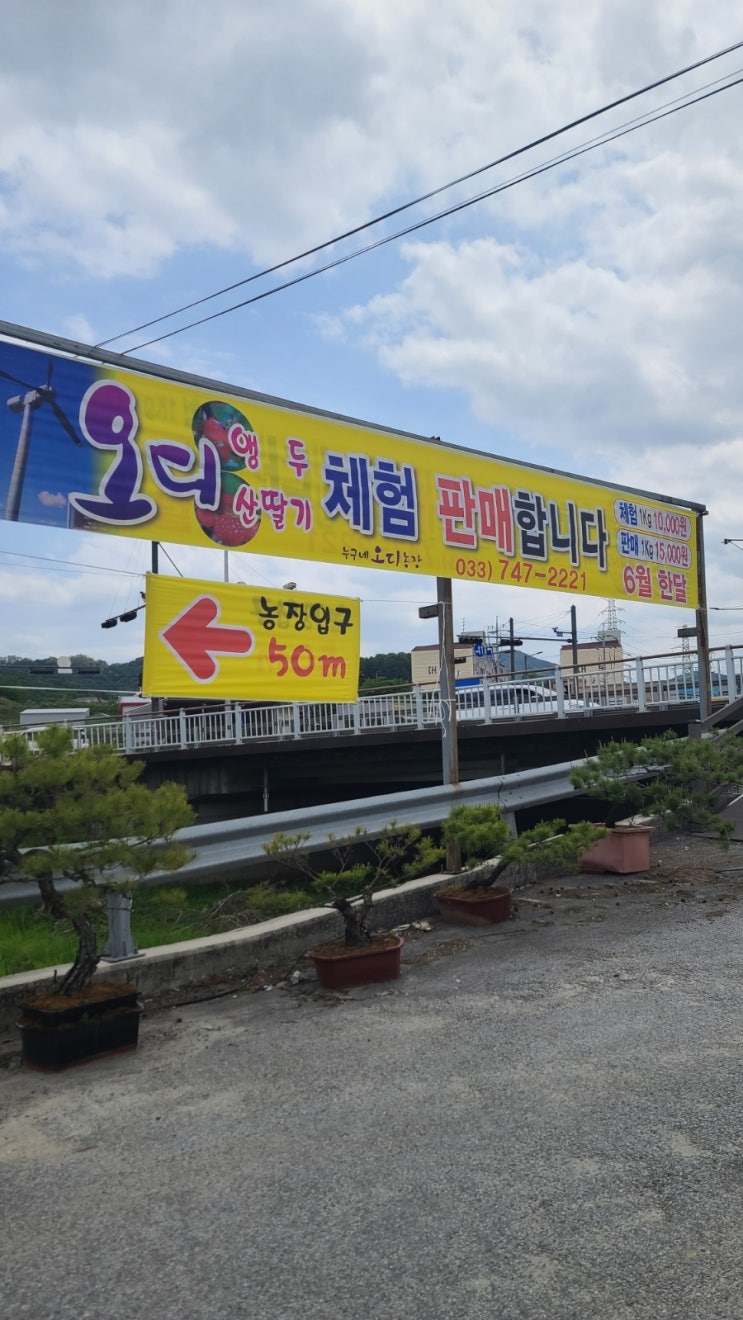 오디 앵두 산딸기 체험 판매합니다
체험 1Kg 10,000원
판매 1Kg 15,000원
6월 한달
누구네 오디농장 033) 747-2221
농장입구
50m